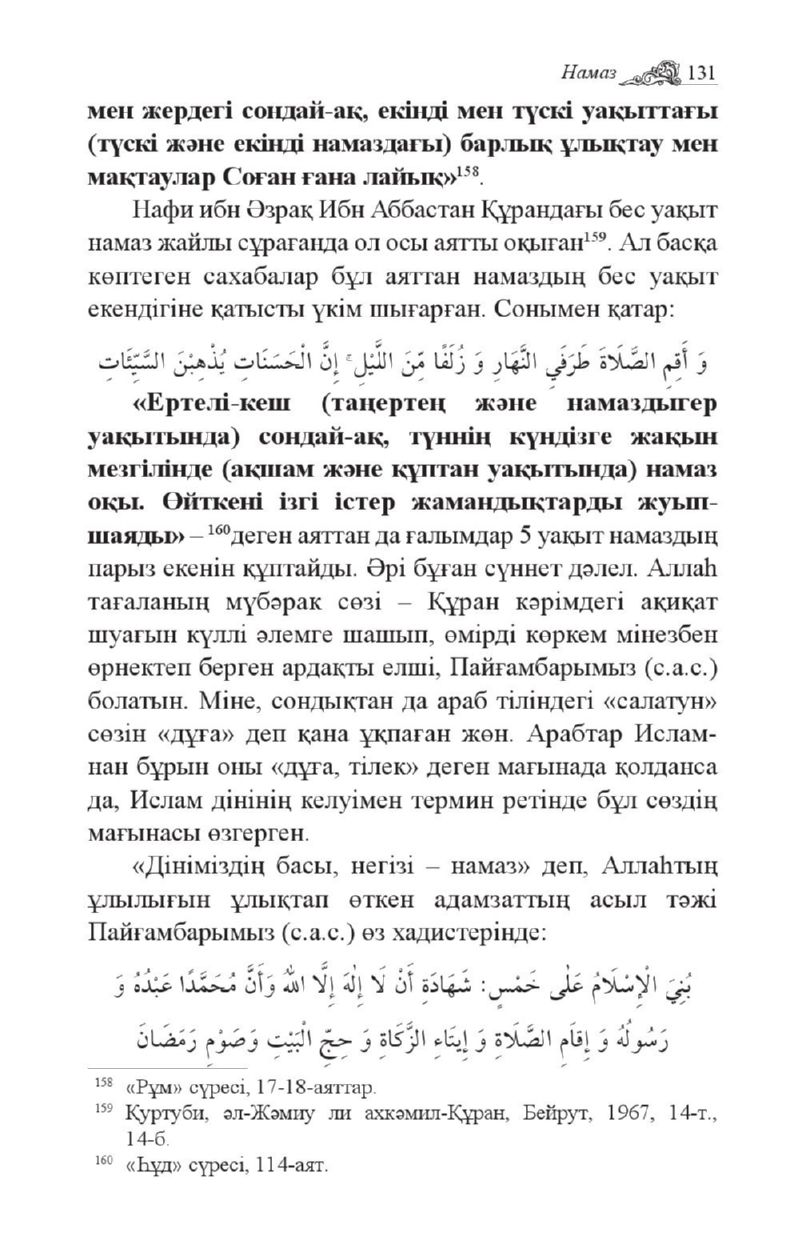 Намаз 131
мен жердегі сондай-ақ, екінді мен түскі уақыттағы
(түскі және екінді намаздағы) барлық ұлықтау мен
мақтаулар Соған ғана лайық»¹⁵⁸.
Нафи ибн Әзрақ Ибн Аббастан Құрандағы бес уақыт
намаз жайлы сұрағанда ол осы аятты оқыған¹⁵⁹. Ал басқа
көптеген сахабалар бұл аяттан намаздың бес уақыт
екендігіне қатысты үкім шығарған. Сонымен қатар:
وَ أَقِمِ الصَّلَاةَ طَرَفَيِ النَّهَارِ وَ زُلَفًا مِّنَ اللَّيْلِ ۚ إِنَّ الْحَسَنَاتِ يُذْهِبْنَ السَّيِّئَاتِ
«Ертелі-кеш (таңертең және намаздыгер
уақытында) сондай-ақ, түннің күндізге жақын
мезгілінде (ақшам және құптан уақытында) намаз
оқы. Өйткені ізгі істер жамандықтарды жуып-
шаяды» – ¹⁶⁰деген аяттан да ғалымдар 5 уақыт намаздың
парыз екенін құптайды. Әрі бұған сүннет дәлел. Аллаһ
тағаланың мүбәрак сөзі – Құран кәрімдегі ақиқат
шуағын күллі әлемге шашып, өмірді көркем мінезбен
өрнектеп берген ардақты елші, Пайғамбарымыз (с.а.с.)
болатын. Міне, сондықтан да араб тіліндегі «салатун»
сөзін «дұға» деп қана ұқпаған жөн. Арабтар Ислам-
нан бұрын оны «дұға, тілек» деген мағынада қолданса
да, Ислам дінінің келуімен термин ретінде бұл сөздің
мағынасы өзгерген.
«Дініміздің басы, негізі – намаз» деп, Аллаһтың
ұлылығын ұлықтап өткен адамзаттың асыл тәжі
Пайғамбарымыз (с.а.с.) өз хадистерінде:
بُنِيَ الْإِسْلَامُ عَلَى خَمْسٍ: شَهَادَةِ أَنْ لَا إِلَهَ إِلَّا اللهُ وَأَنَّ مُحَمَّدًا عَبْدُهُ وَ
رَسُولُهُ وَ إِقَامِ الصَّلَاةِ وَ إِيتَاءِ الزَّكَاةِ وَ حِجِّ الْبَيْتِ وَصَوْمِ رَمَضَانَ
¹⁵⁸ «Рұм» сүресі, 17-18-аяттар.
¹⁵⁹ Қуртуби, әл-Жәмиу ли ахкәмил-Құран, Бейрут, 1967, 14-т.,
14-б.
¹⁶⁰ «Һұд» сүресі, 114-аят.